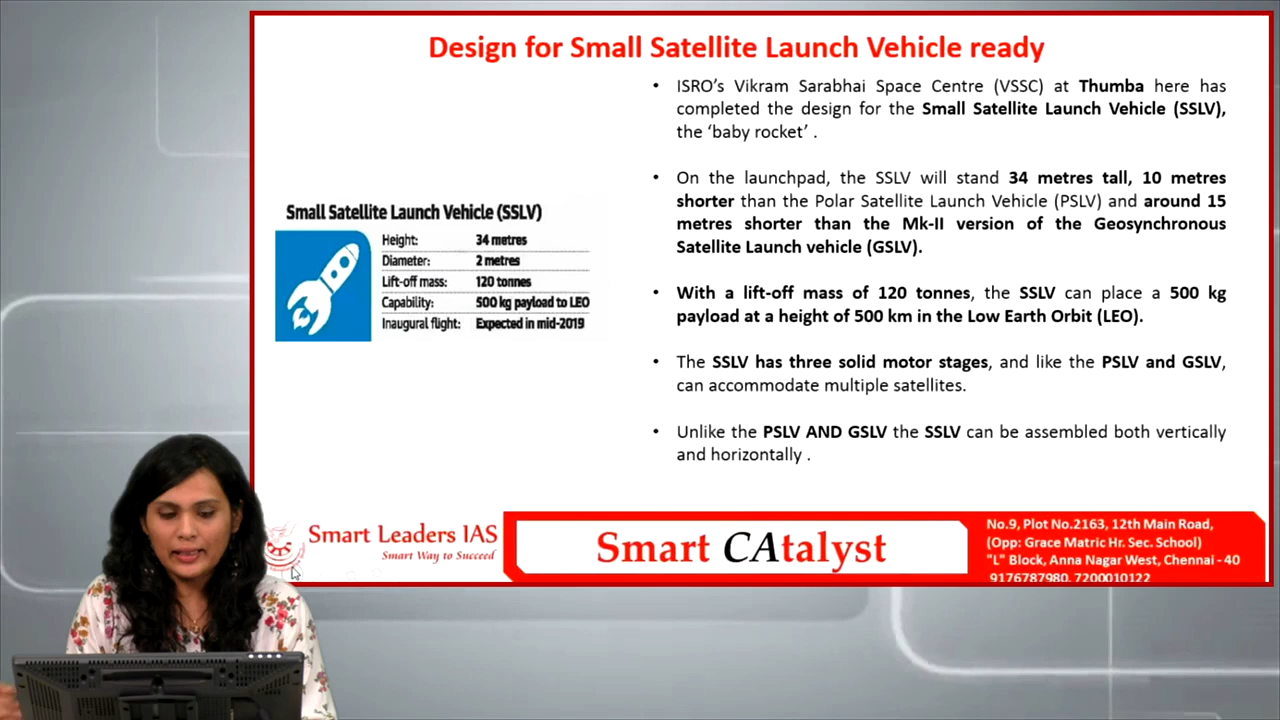 Design for Small Satellite Launch Vehicle ready
• ISRO’s Vikram Sarabhai Space Centre (VSSC) at Thumba here has
completed the design for the Small Satellite Launch Vehicle (SSLV),
the ‘baby rocket’ .
• On the launchpad, the SSLV will stand 34 metres tall, 10 metres
shorter than the Polar Satellite Launch Vehicle (PSLV) and around 15
metres shorter than the Mk-II version of the Geosynchronous
Satellite Launch vehicle (GSLV).
• With a lift-off mass of 120 tonnes, the SSLV can place a 500 kg
payload at a height of 500 km in the Low Earth Orbit (LEO).
• The SSLV has three solid motor stages, and like the PSLV and GSLV,
can accommodate multiple satellites.
• Unlike the PSLV AND GSLV the SSLV can be assembled both vertically
and horizontally .
Small Satellite Launch Vehicle (SSLV)
Height: 34 metres
Diameter: 2 metres
Lift-off mass: 120 tonnes
Capability: 500 kg payload to LEO
Inaugural flight: Expected in mid-2019
Smart Leaders IAS
Smart Way to Succeed
Smart CAtalyst
No.9, Plot No.2163, 12th Main Road,
(Opp: Grace Matric Hr. Sec. School)
"L" Block, Anna Nagar West, Chennai - 40
9176787980, 7200010122